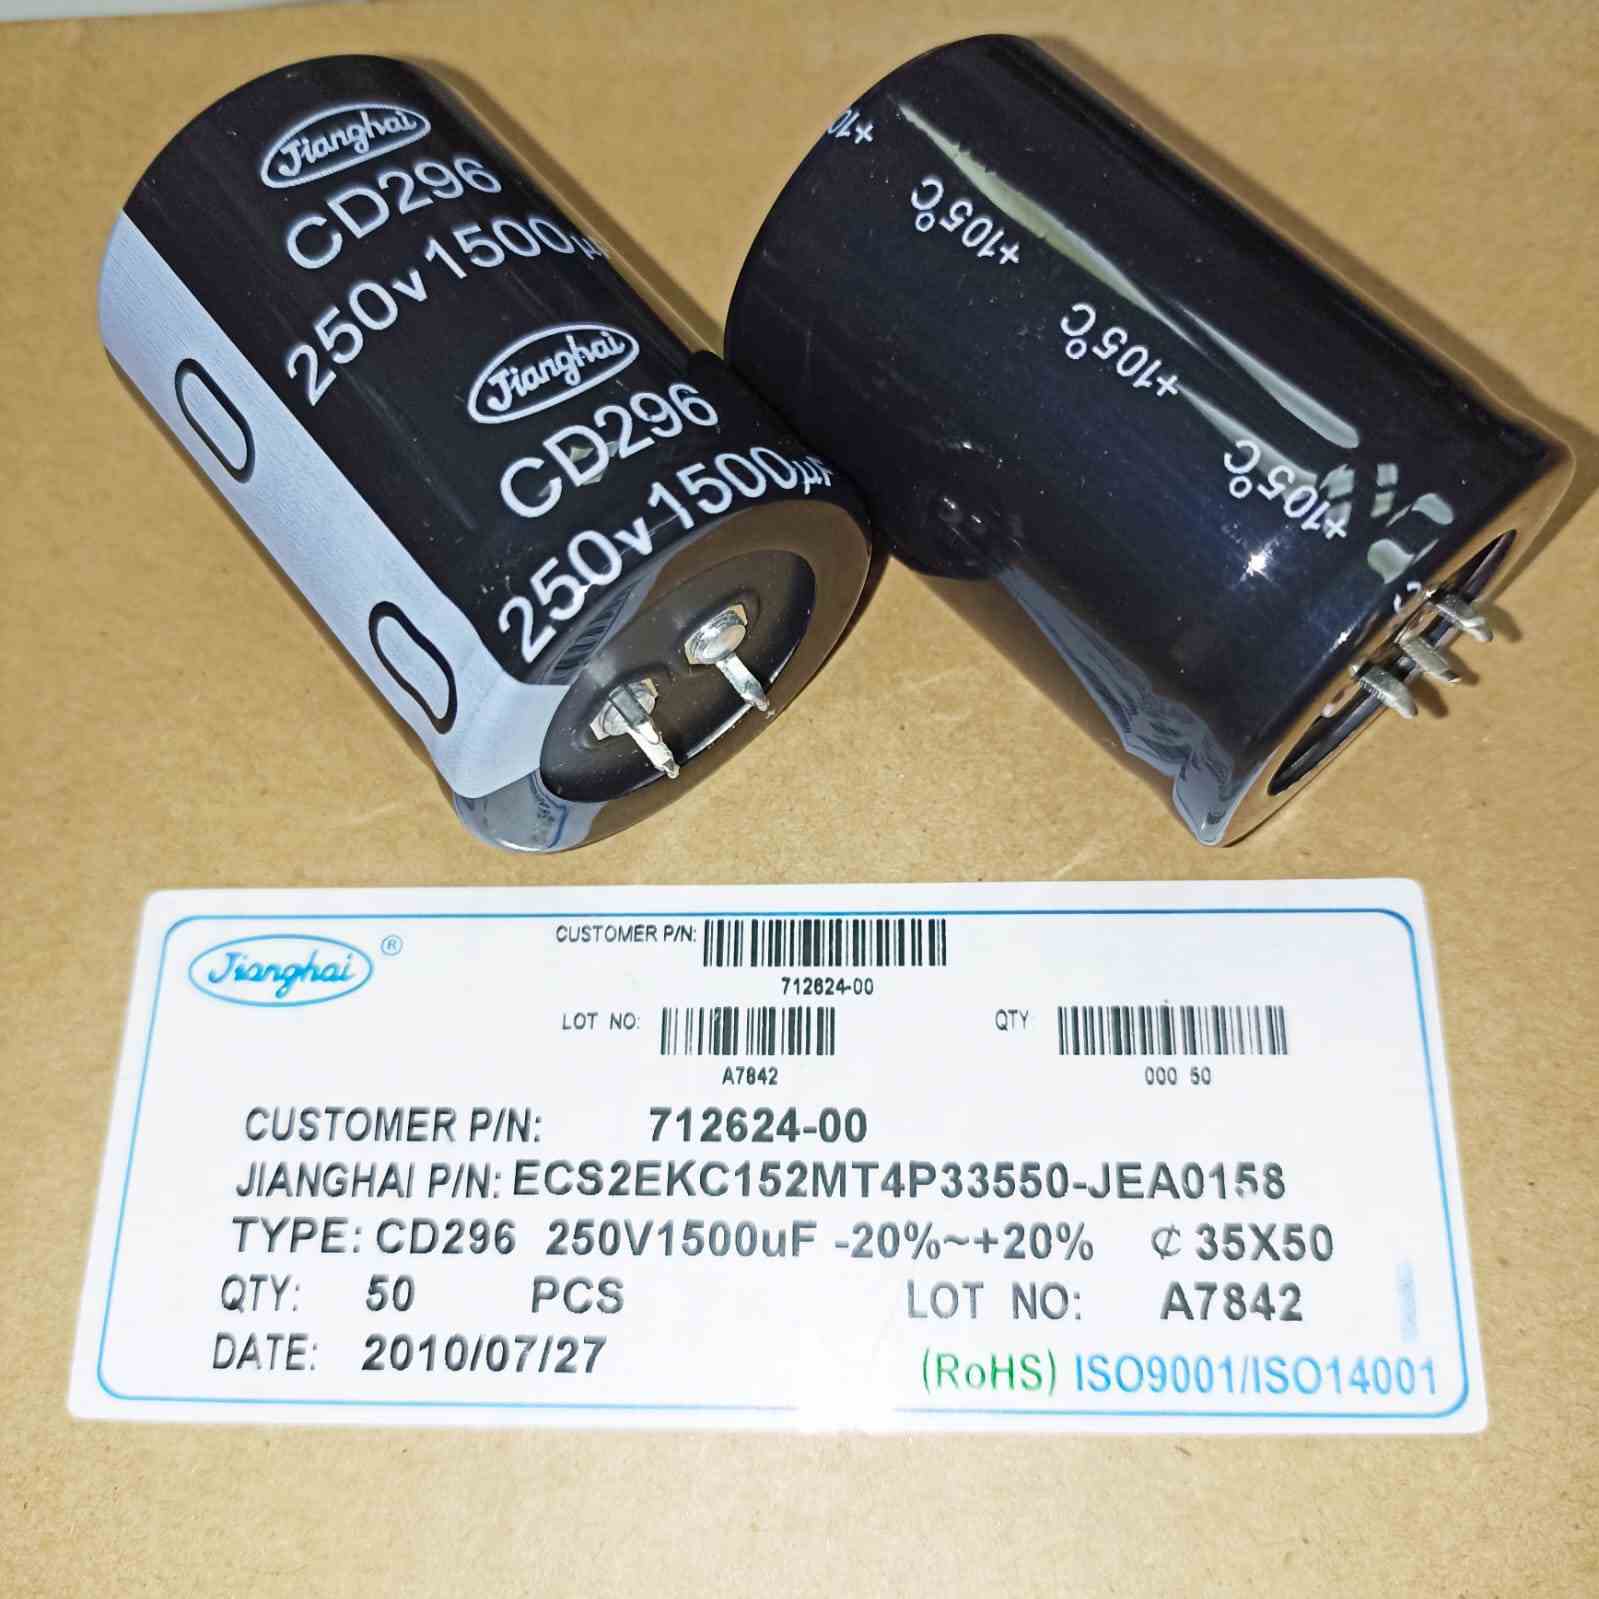 Jianghai
CD296
250v1500µF
Jianghai
CD296
250v1500µF
+105°C
+105°C
+105°C
Jianghai ®
CUSTOMER P/N:
712624-00
LOT NO:
A7842
QTY
000 50
CUSTOMER P/N: 712624-00
JIANGHAI P/N: ECS2EKC152MT4P33550-JEA0158
TYPE: CD296 250V1500uF -20%~+20% ¢ 35X50
QTY: 50 PCS LOT NO: A7842
DATE: 2010/07/27
(RoHS) ISO9001/ISO14001